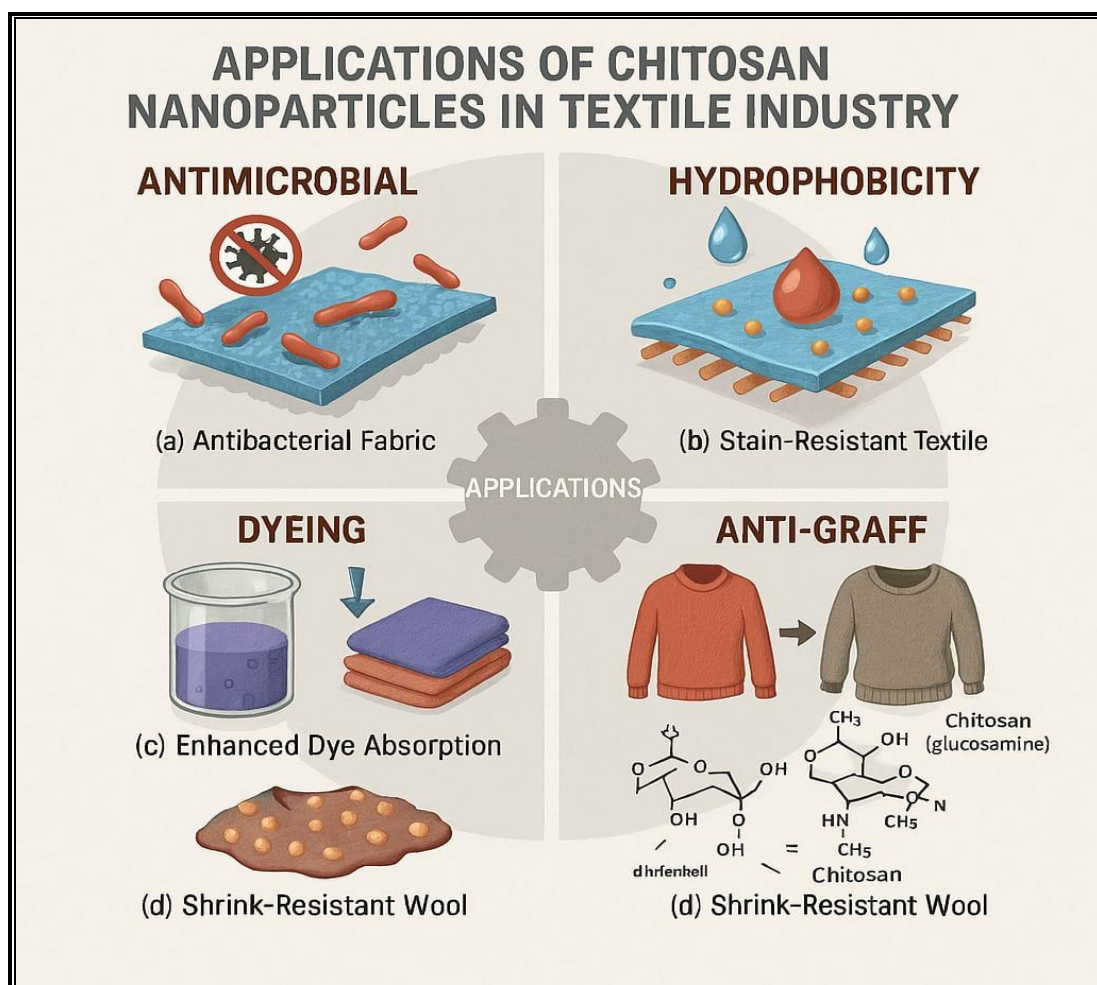 APPLICATIONS OF CHITOSAN
NANOPARTICLES IN TEXTILE INDUSTRY
ANTIMICROBIAL
HYDROPHOBICITY
(a) Antibacterial Fabric
(b) Stain-Resistant Textile
APPLICATIONS
DYEING
ANTI-GRAFF
(c) Enhanced Dye Absorption
(d) Shrink-Resistant Wool
CH₃
OH
Chitosan
(glucosamine)
O
O
O
OH
O
O
N
OH
O
HN
CH₅
OH
=
CH₅
dhrfenkell
Chitosan
(d) Shrink-Resistant Wool